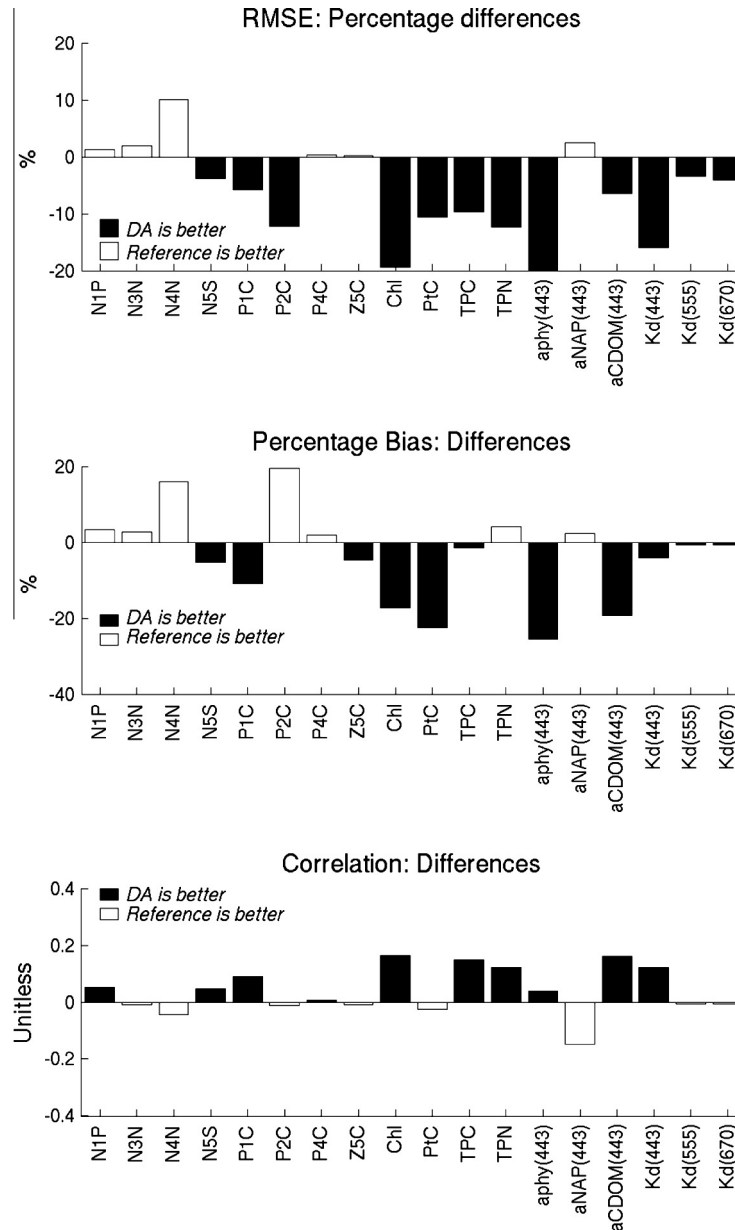 RMSE: Percentage differences
20
10
0
-10
-20
%
DA is better
Reference is better
N1P N3N N4N N5S P1C P2C P4C Z5C Chl PtC TPC TPN aphy(443) aNAP(443) aCDOM(443) Kd(443) Kd(555) Kd(670)
Percentage Bias: Differences
20
0
-20
-40
%
DA is better
Reference is better
N1P N3N N4N N5S P1C P2C P4C Z5C Chl PtC TPC TPN aphy(443) aNAP(443) aCDOM(443) Kd(443) Kd(555) Kd(670)
Correlation: Differences
0.4
0.2
0
-0.2
-0.4
Unitless
DA is better
Reference is better
N1P N3N N4N N5S P1C P2C P4C Z5C Chl PtC TPC TPN aphy(443) aNAP(443) aCDOM(443) Kd(443) Kd(555) Kd(670)